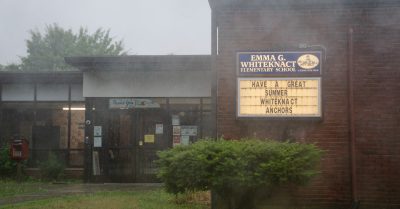 EMMA G.
WHITEKNACT
ELEMENTARY SCHOOL
HAVE A GREAT
SUMMER
WHITEKNACT
ANCHORS